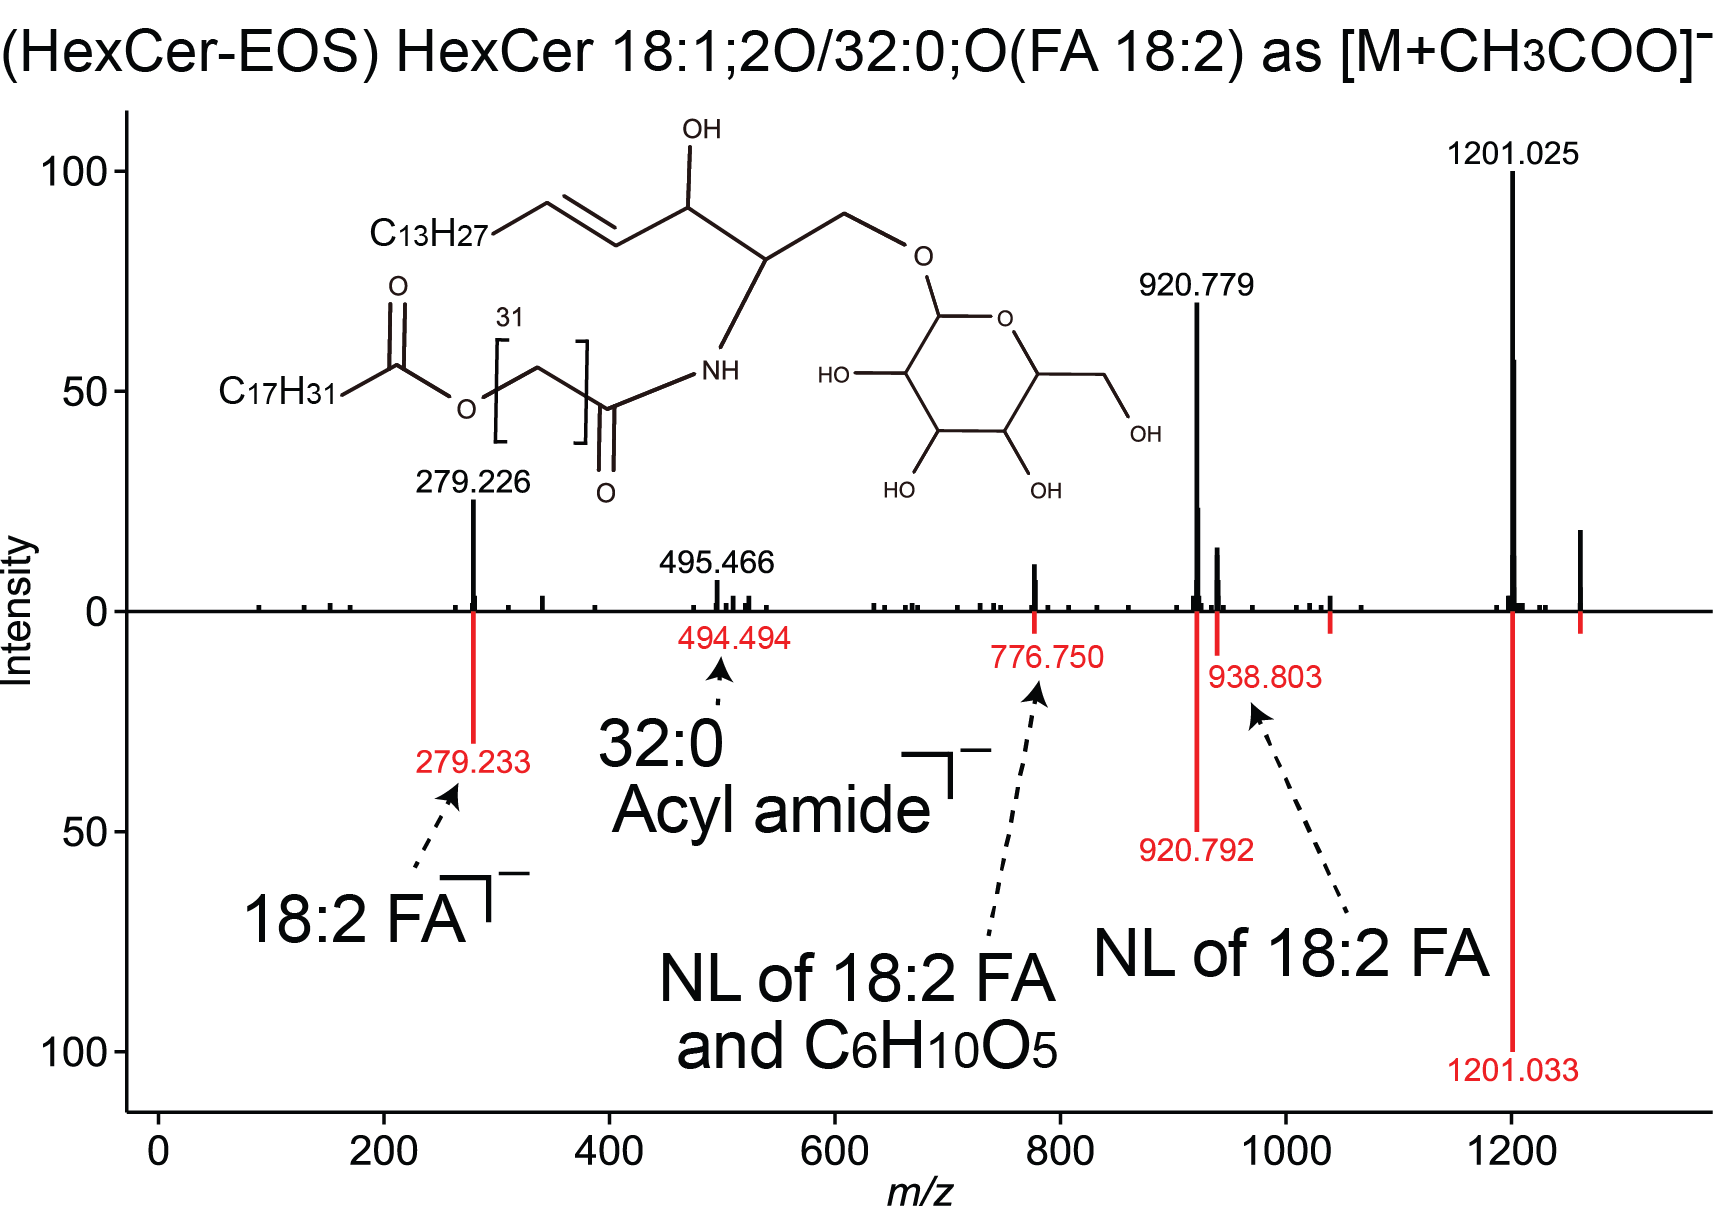 (HexCer-EOS) HexCer 18:1;2O/32:0;O(FA 18:2) as [M+CH3COO]⁻
OH
1201.025
100
C13H27
O
O
920.779
31
O
NH
HO
C17H31
50
O
OH
279.226
O
HO
OH
495.466
Intensity
0
494.494
776.750
938.803
32:0
279.233
Acyl amide⁻
50
920.792
18:2 FA⁻
NL of 18:2 FA
NL of 18:2 FA
and C6H10O5
100
1201.033
0 200 400 600 800 1000 1200
m/z